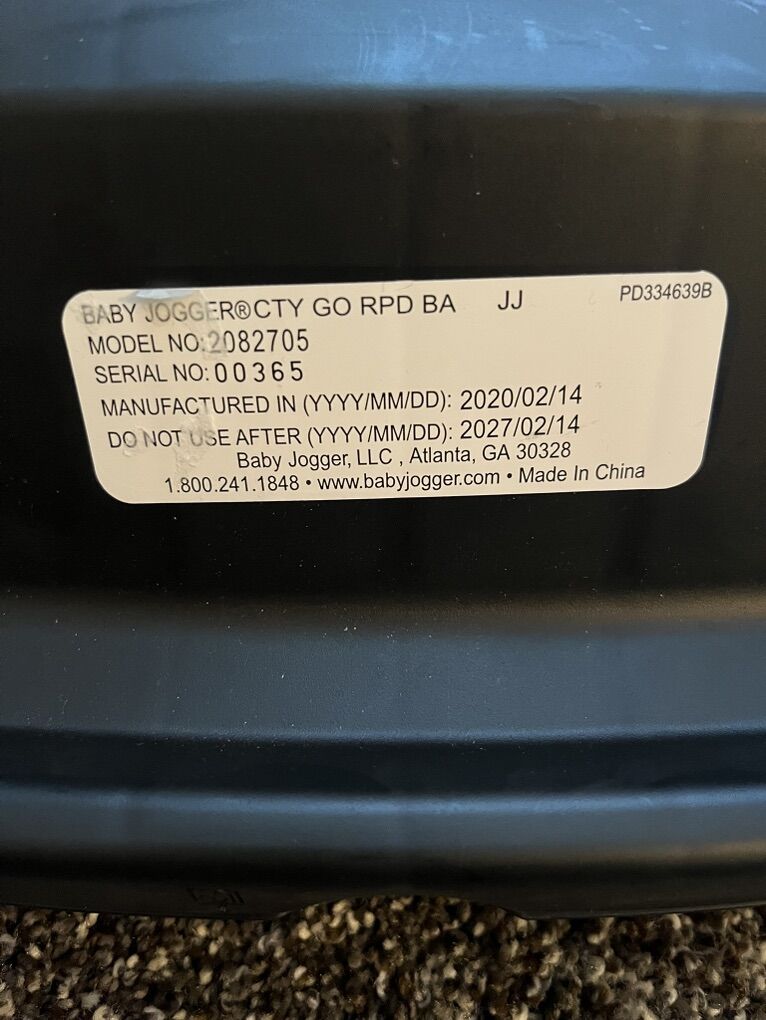 BABY JOGGER®CTY GO RPD BA JJ PD334639B
MODEL NO:2082705
SERIAL NO:00365
MANUFACTURED IN (YYYY/MM/DD): 2020/02/14
DO NOT USE AFTER (YYYY/MM/DD): 2027/02/14
Baby Jogger, LLC , Atlanta, GA 30328
1.800.241.1848 • www.babyjogger.com • Made In China